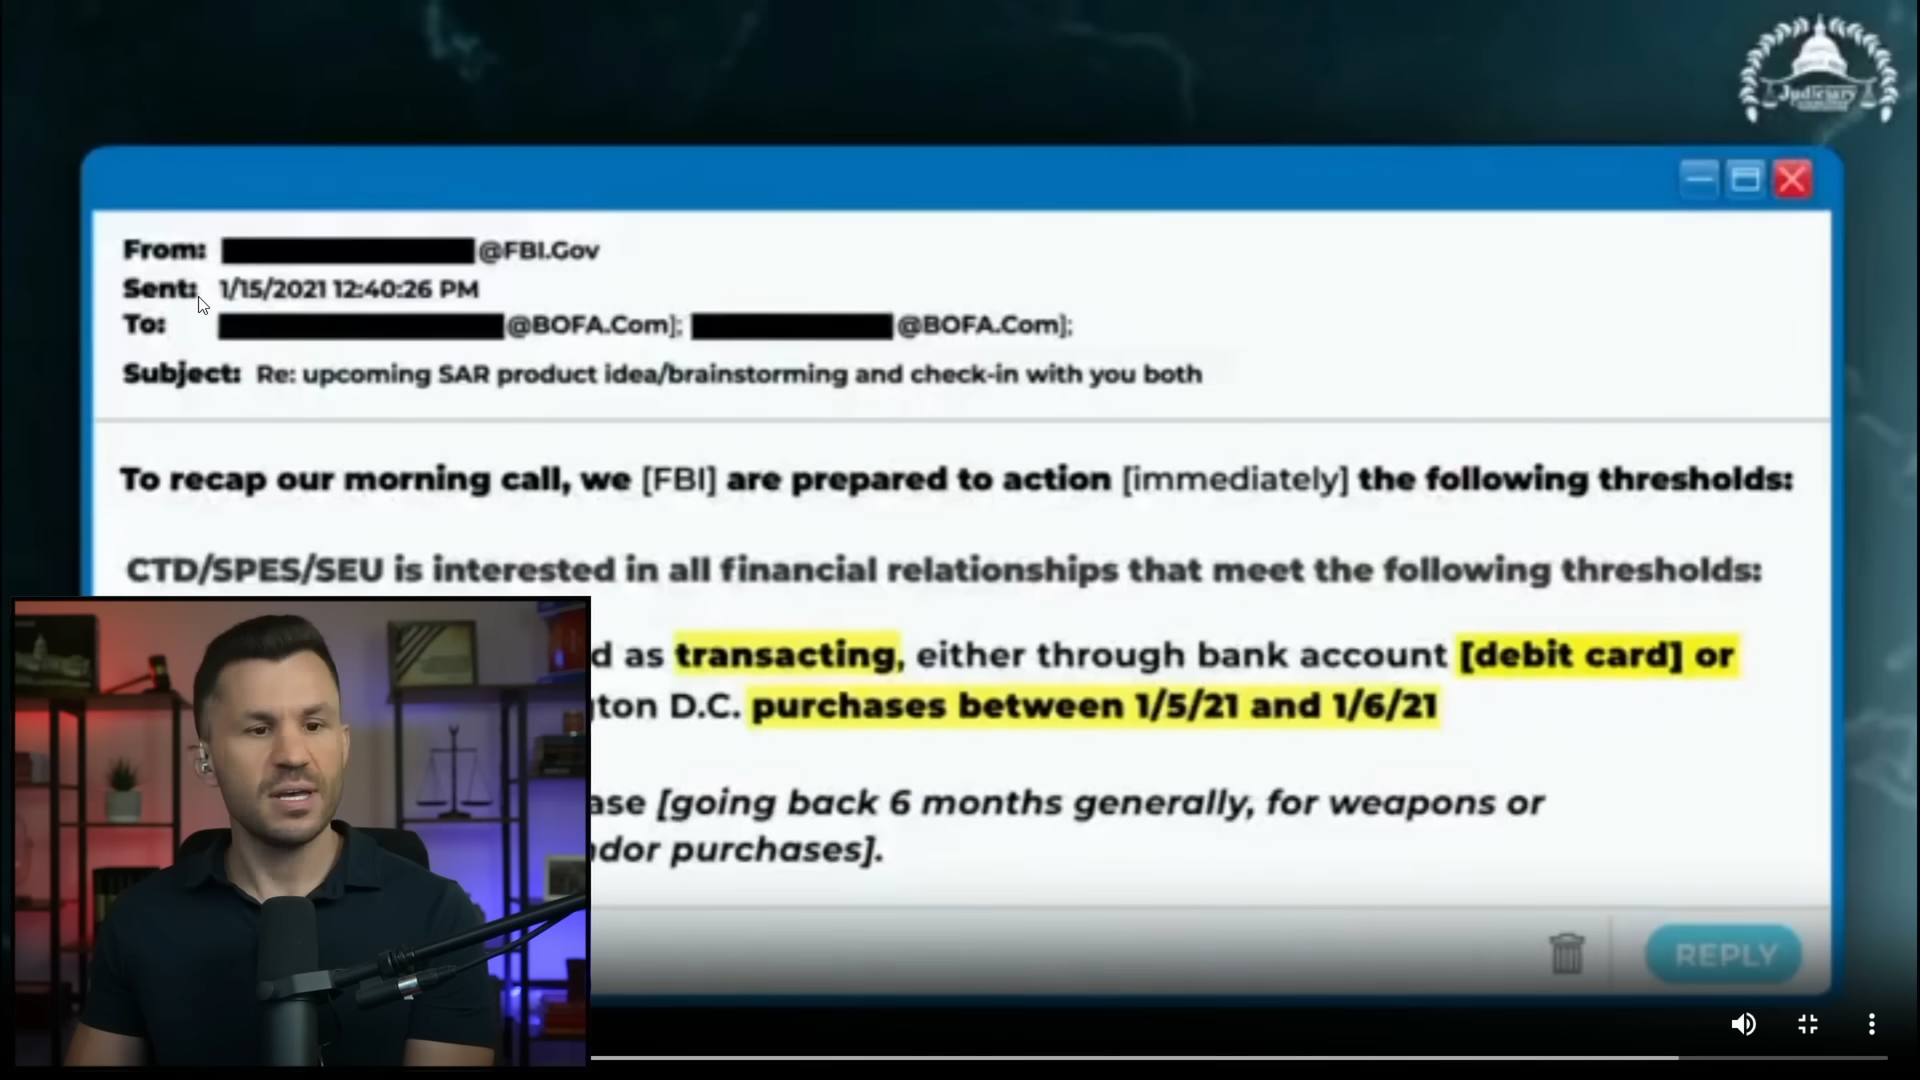 Judiciary
From: @FBI.Gov
Sent: 1/15/2021 12:40:26 PM
To: @BOFA.Com]; @BOFA.Com];
Subject: Re: upcoming SAR product idea/brainstorming and check-in with you both
To recap our morning call, we [FBI] are prepared to action [immediately] the following thresholds:
CTD/SPES/SEU is interested in all financial relationships that meet the following thresholds:
d as transacting, either through bank account [debit card] or
ton D.C. purchases between 1/5/21 and 1/6/21
ase [going back 6 months generally, for weapons or
ndor purchases].
REPLY